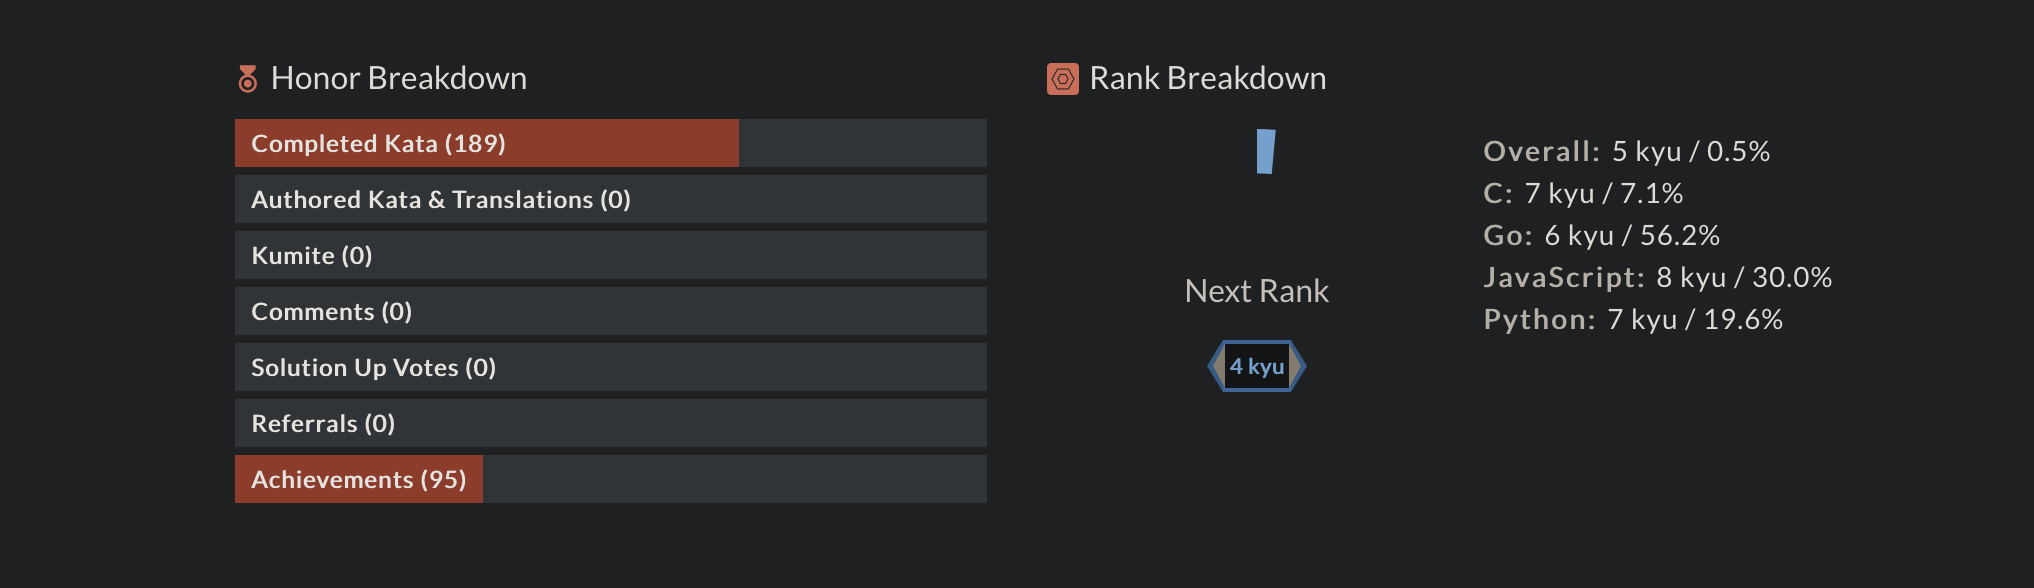 Honor Breakdown
Completed Kata (189)
Authored Kata & Translations (0)
Kumite (0)
Comments (0)
Solution Up Votes (0)
Referrals (0)
Achievements (95)
Rank Breakdown
Next Rank
4 kyu
Overall: 5 kyu / 0.5%
C: 7 kyu / 7.1%
Go: 6 kyu / 56.2%
JavaScript: 8 kyu / 30.0%
Python: 7 kyu / 19.6%